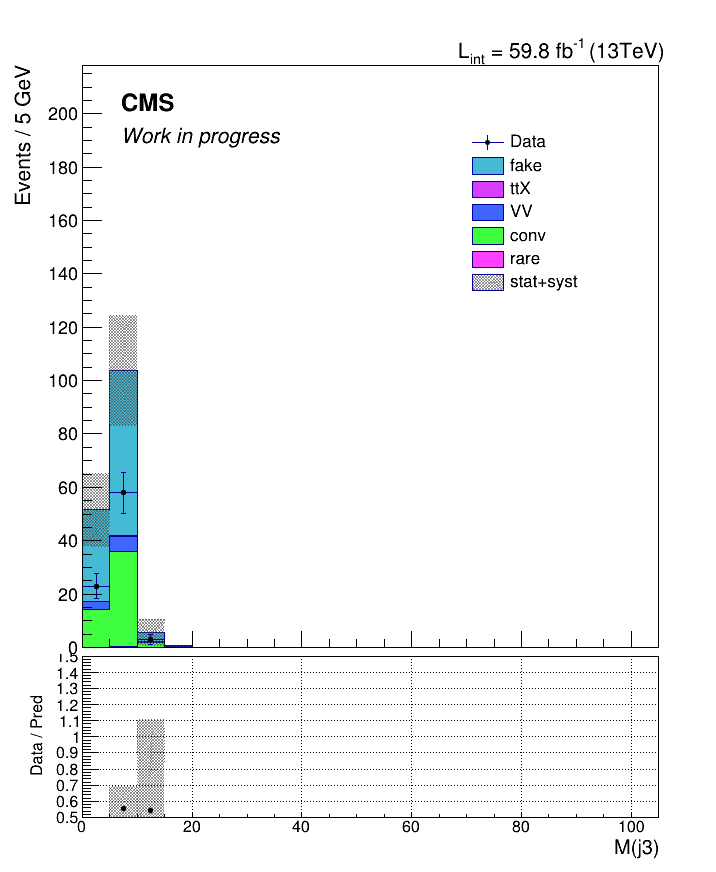 L_int = 59.8 fb^-1 (13TeV)
Events / 5 GeV
CMS
Work in progress
200
180
160
140
120
100
80
60
40
20
0
Data
fake
ttX
VV
conv
rare
stat+syst
Data / Pred
1.5
1.4
1.3
1.2
1.1
1
0.9
0.8
0.7
0.6
0.5
0 20 40 60 80 100
M(j3)